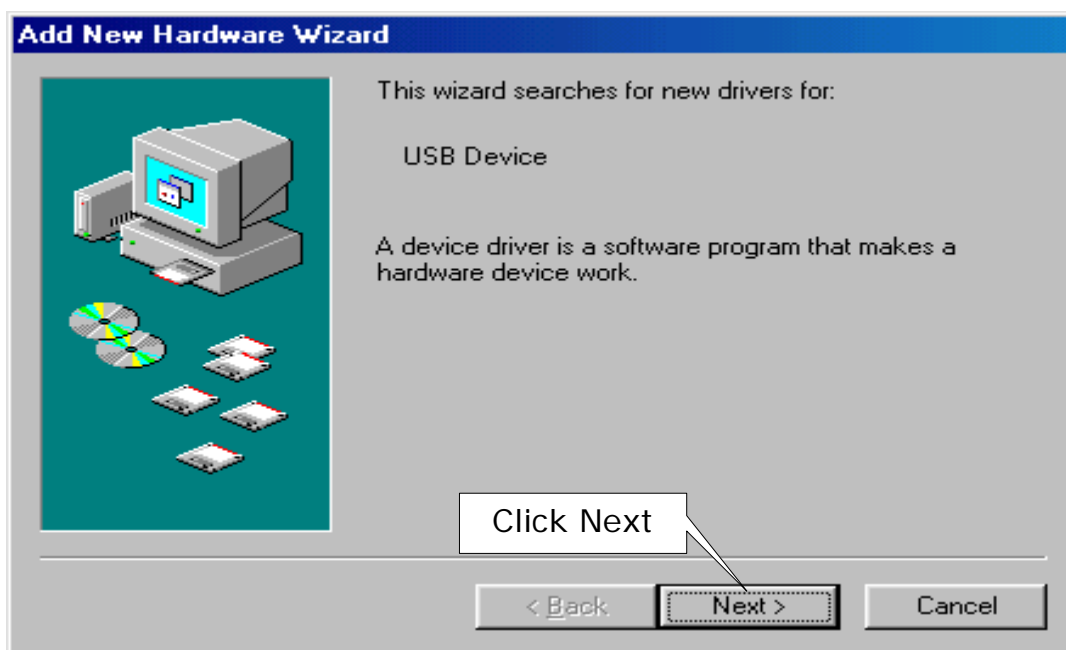 Add New Hardware Wizard
This wizard searches for new drivers for:
USB Device
A device driver is a software program that makes a
hardware device work.
Click Next
< Back
Next >
Cancel